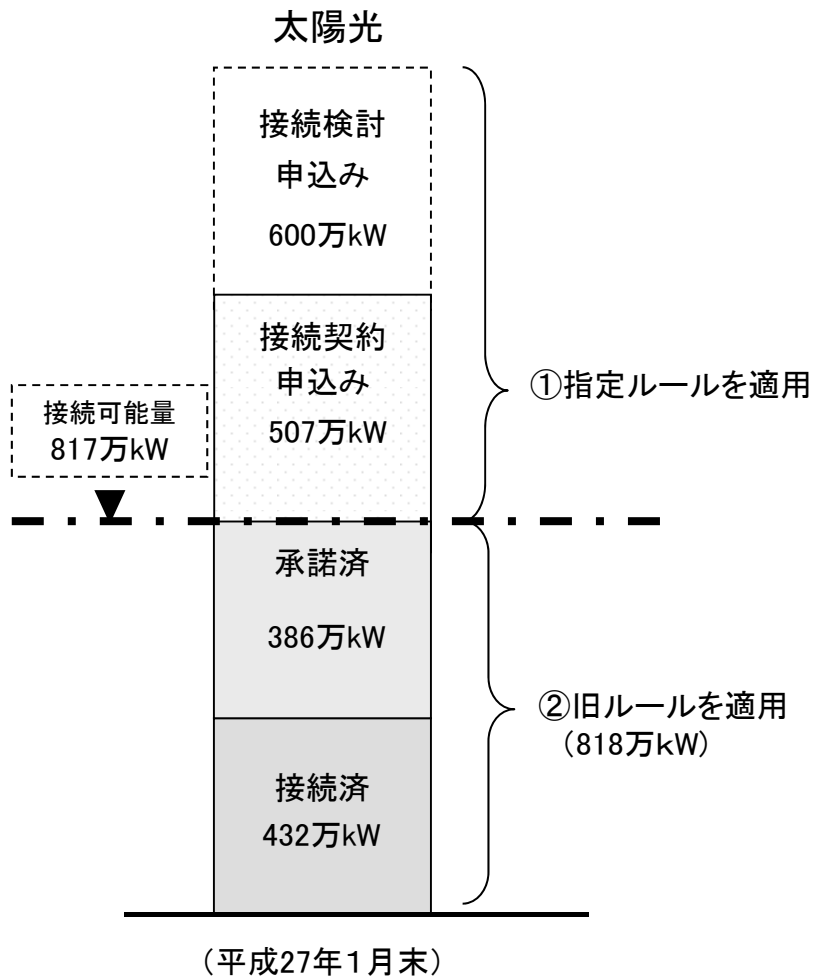 太陽光
接続検討
申込み
600万kW
接続契約
申込み
507万kW
①指定ルールを適用
接続可能量
817万kW
承諾済
386万kW
②旧ルールを適用
(818万kW)
接続済
432万kW
(平成27年1月末)